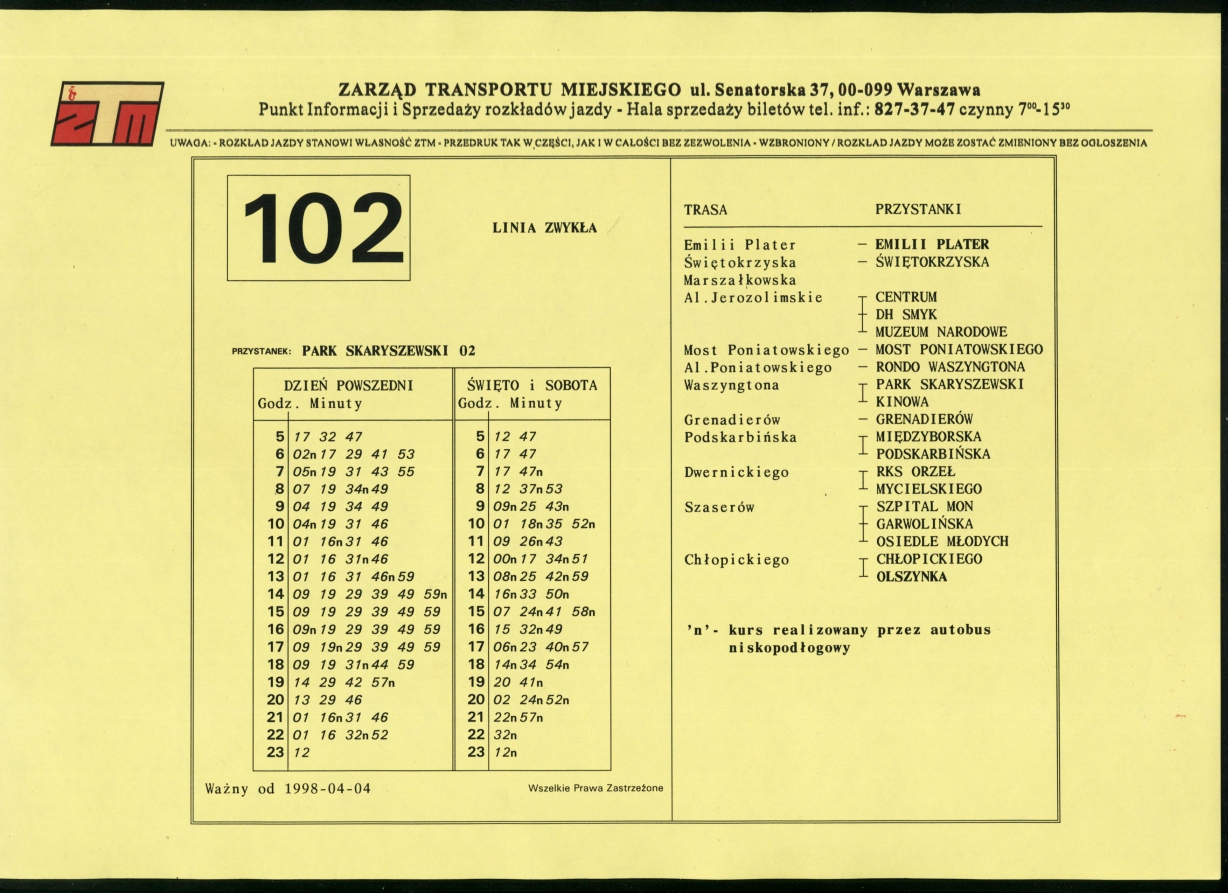 ZTM
ZARZĄD TRANSPORTU MIEJSKIEGO ul. Senatorska 37, 00-099 Warszawa
Punkt Informacji i Sprzedaży rozkładów jazdy - Hala sprzedaży biletów tel. inf.: 827-37-47 czynny 7⁰⁰-15³⁰
UWAGA: - ROZKŁAD JAZDY STANOWI WŁASNOŚĆ ZTM - PRZEDRUK TAK W CZĘŚCI, JAK I W CAŁOŚCI BEZ ZEZWOLENIA - WZBRONIONY / ROZKŁAD JAZDY MOŻE ZOSTAĆ ZMIENIONY BEZ OGŁOSZENIA
102
LINIA ZWYKŁA
PRZYSTANEK: PARK SKARYSZEWSKI 02
DZIEŃ POWSZEDNI ŚWIĘTO i SOBOTA
Godz. Minuty Godz. Minuty
5 17 32 47 5 12 47
6 02n 17 29 41 53 6 17 47
7 05n 19 31 43 55 7 17 47n
8 07 19 34n 49 8 12 37n 53
9 04 19 34 49 9 09n 25 43n
10 04n 19 31 46 10 01 18n 35 52n
11 01 16n 31 46 11 09 26n 43
12 01 16 31n 46 12 00n 17 34n 51
13 01 16 31 46n 59 13 08n 25 42n 59
14 09 19 29 39 49 59n 14 16n 33 50n
15 09 19 29 39 49 59 15 07 24n 41 58n
16 09n 19 29 39 49 59 16 15 32n 49
17 09 19n 29 39 49 59 17 06n 23 40n 57
18 09 19 31n 44 59 18 14n 34 54n
19 14 29 42 57n 19 20 41n
20 13 29 46 20 02 24n 52n
21 01 16n 31 46 21 22n 57n
22 01 16 32n 52 22 32n
23 12 23 12n
Ważny od 1998-04-04 Wszelkie Prawa Zastrzeżone
TRASA PRZYSTANKI
Emilii Plater - EMILII PLATER
Świętokrzyska - ŚWIĘTOKRZYSKA
Marszałkowska
Al.Jerozolimskie CENTRUM
DH SMYK
MUZEUM NARODOWE
Most Poniatowskiego - MOST PONIATOWSKIEGO
Al.Poniatowskiego - RONDO WASZYNGTONA
Waszyngtona PARK SKARYSZEWSKI
KINOWA
Grenadierów - GRENADIERÓW
Podskarbińska MIĘDZYBORSKA
PODSKARBIŃSKA
Dwernickiego RKS ORZEŁ
MYCIELSKIEGO
Szaserów SZPITAL MON
GARWOLIŃSKA
OSIEDLE MŁODYCH
Chłopickiego CHŁOPICKIEGO
OLSZYNKA
'n'- kurs realizowany przez autobus
niskopodłogowy